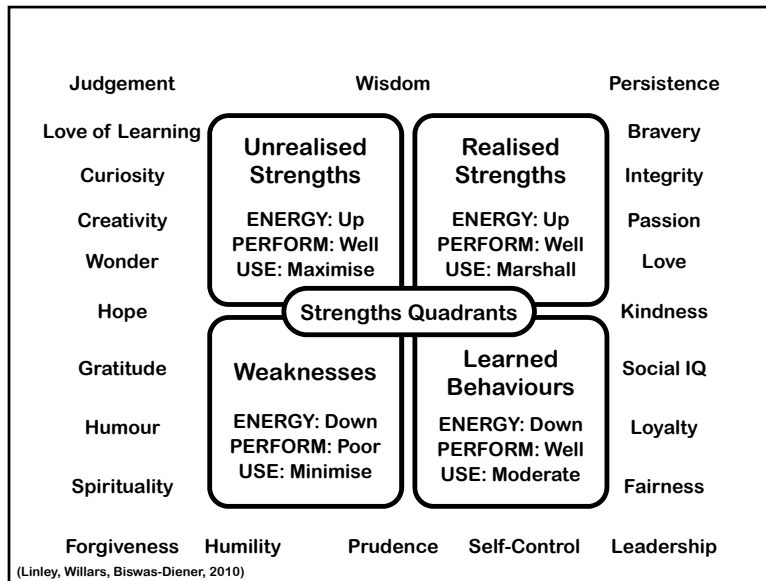 Judgement
Wisdom
Persistence
Love of Learning
Curiosity
Creativity
Wonder
Hope
Gratitude
Humour
Spirituality
Unrealised
Strengths
ENERGY: Up
PERFORM: Well
USE: Maximise
Realised
Strengths
ENERGY: Up
PERFORM: Well
USE: Marshall
Strengths Quadrants
Weaknesses
ENERGY: Down
PERFORM: Poor
USE: Minimise
Learned
Behaviours
ENERGY: Down
PERFORM: Well
USE: Moderate
Bravery
Integrity
Passion
Love
Kindness
Social IQ
Loyalty
Fairness
Forgiveness
Humility
Prudence
Self-Control
Leadership
(Linley, Willars, Biswas-Diener, 2010)